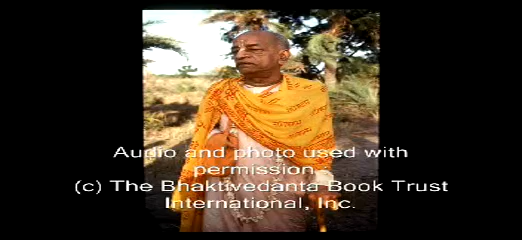 Audio and photo used with
permission.
(c) The Bhaktivedanta Book Trust
International, Inc.